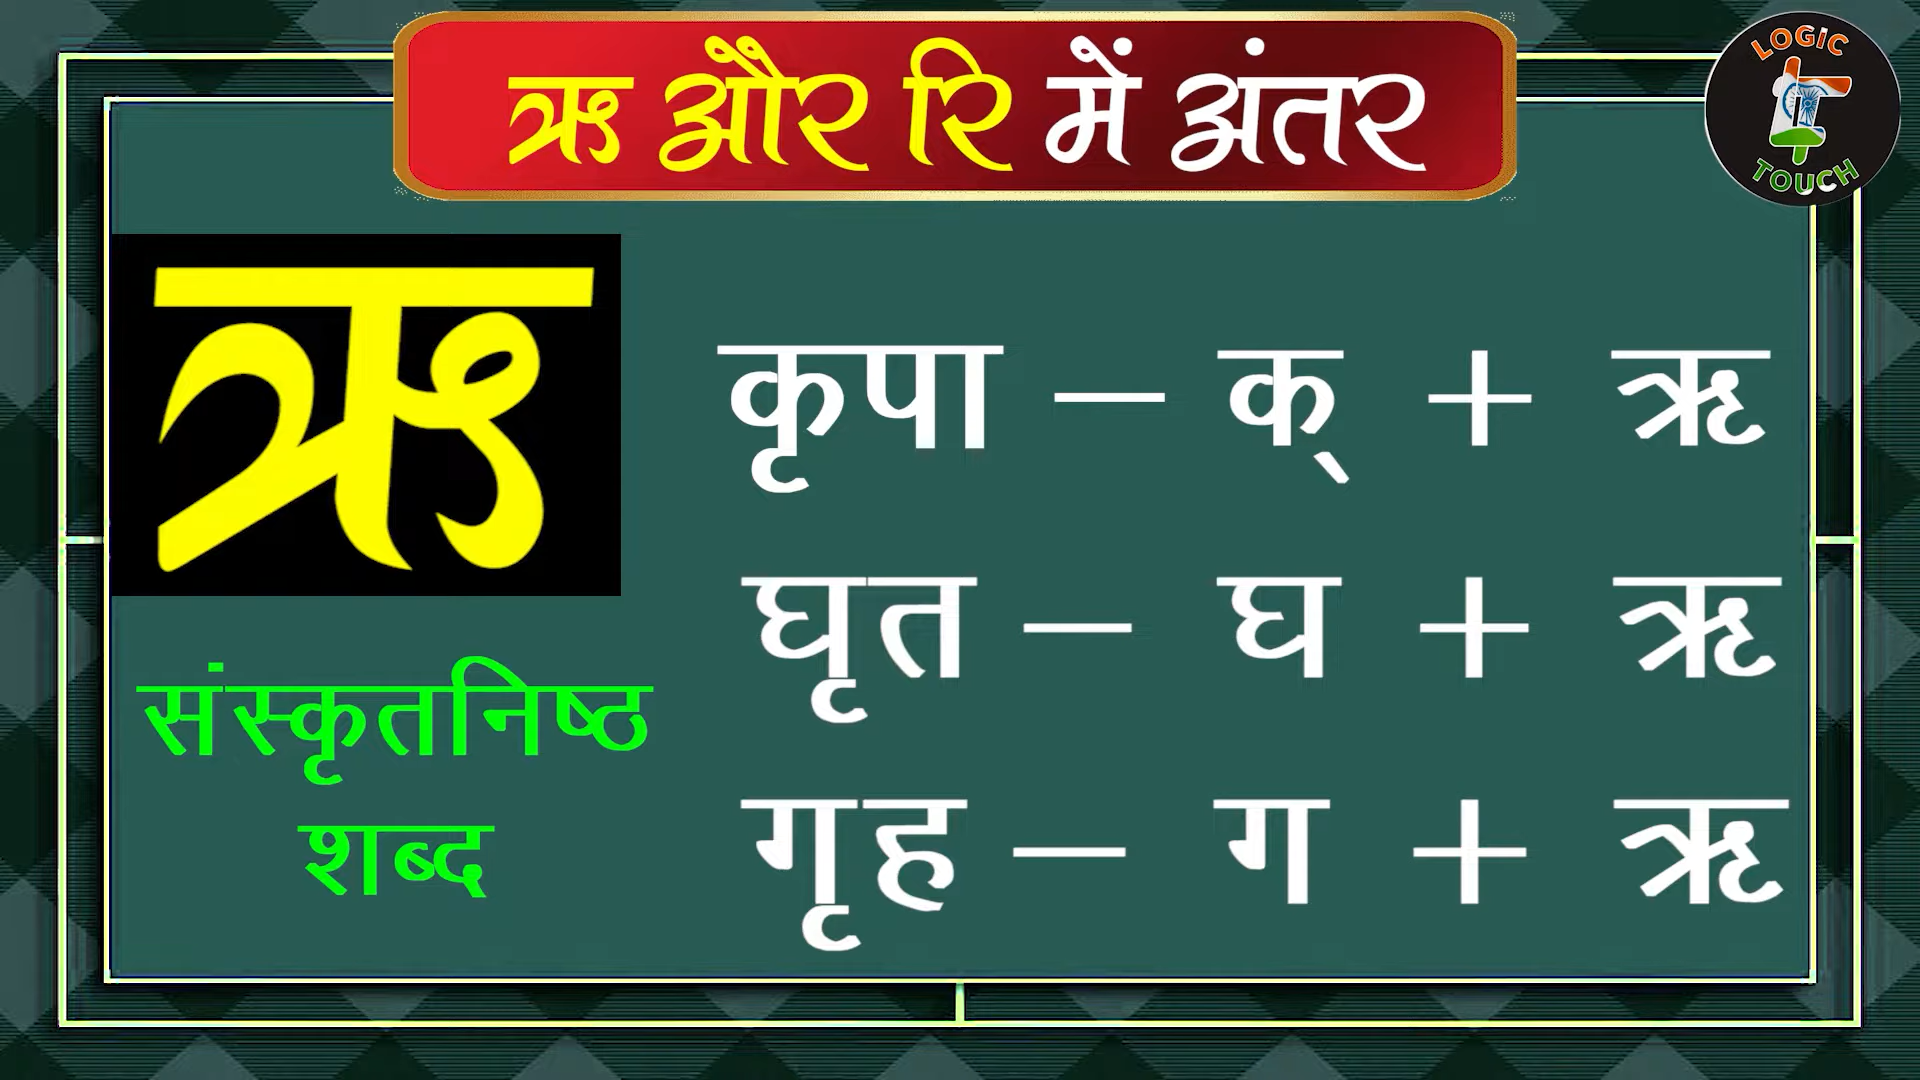 ऋ और रि में अंतर
LOGIC
TOUCH
ऋ
कृपा – क् + ऋ
घृत – घ + ऋ
संस्कृतनिष्ठ
शब्द
गृह – ग + ऋ